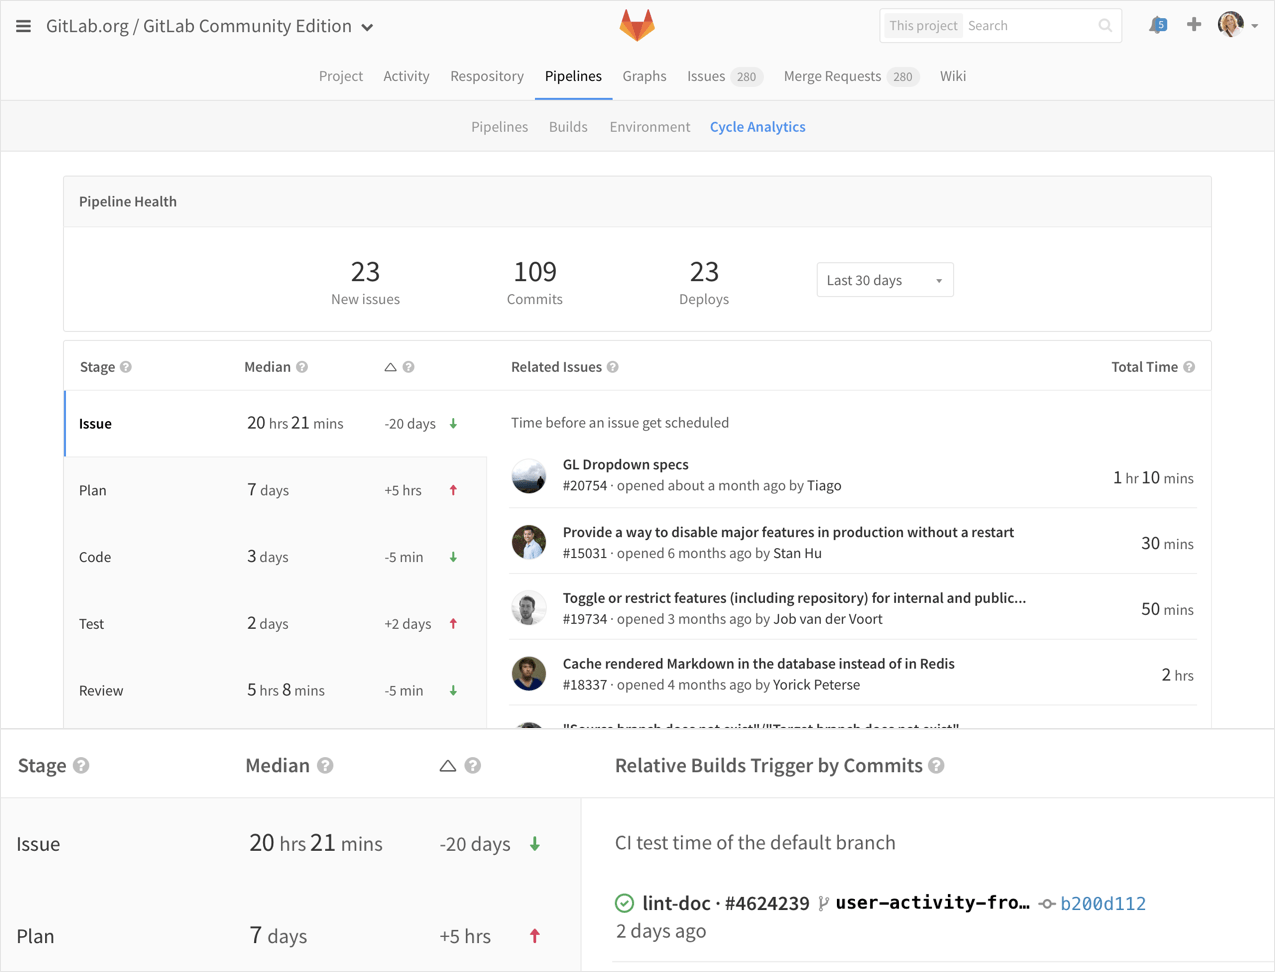 GitLab.org / GitLab Community Edition
This project Search
5
Project Activity Respository Pipelines Graphs Issues 280 Merge Requests 280 Wiki
Pipelines Builds Environment Cycle Analytics
Pipeline Health
23 109 23
New issues Commits Deploys
Last 30 days
Stage ? Median ? △ ? Related Issues ? Total Time ?
Issue 20 hrs 21 mins -20 days
Time before an issue get scheduled
GL Dropdown specs
#20754 · opened about a month ago by Tiago
1 hr 10 mins
Plan 7 days +5 hrs
Provide a way to disable major features in production without a restart
#15031 · opened 6 months ago by Stan Hu
30 mins
Code 3 days -5 min
Toggle or restrict features (including repository) for internal and public...
#19734 · opened 3 months ago by Job van der Voort
50 mins
Test 2 days +2 days
Cache rendered Markdown in the database instead of in Redis
#18337 · opened 4 months ago by Yorick Peterse
2 hrs
Review 5 hrs 8 mins -5 min
"Source branch does not exist"/"Target branch does not exist"
Stage ? Median ? △ ? Relative Builds Trigger by Commits ?
Issue 20 hrs 21 mins -20 days
CI test time of the default branch
lint-doc · #4624239 user-activity-fro... b200d112
2 days ago
Plan 7 days +5 hrs